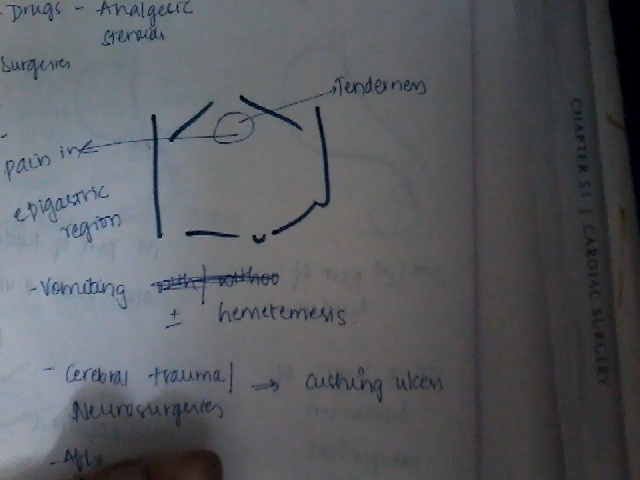 - Drugs - Analgesic
steroids
Surgeries
Tenderness
pain in
epigastric
region
- Vomiting
± hemetemesis
- Cerebral trauma/ → cushing ulcers
Neurosurgeries
CHAPTER 51 | CARDIAC SURGERY